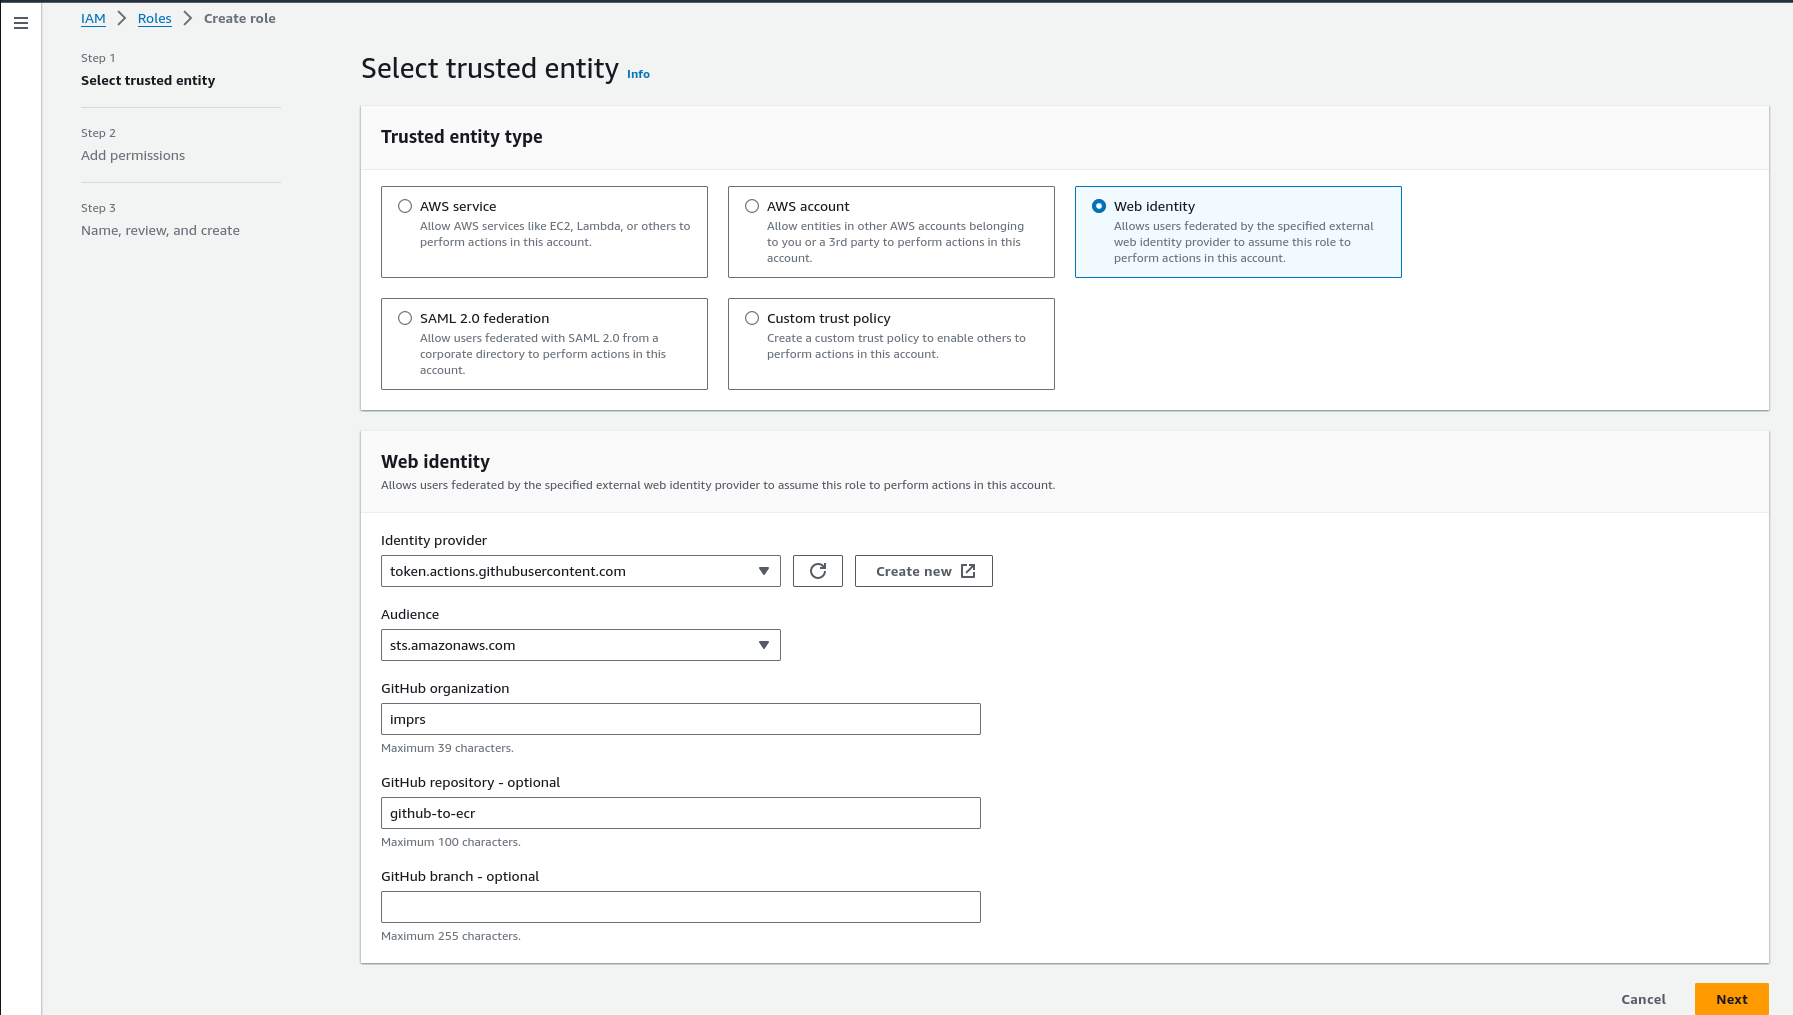 IAM > Roles > Create role
Step 1
Select trusted entity
Step 2
Add permissions
Step 3
Name, review, and create
Select trusted entity Info
Trusted entity type
AWS service
Allow AWS services like EC2, Lambda, or others to
perform actions in this account.
AWS account
Allow entities in other AWS accounts belonging
to you or a 3rd party to perform actions in this
account.
Web identity
Allows users federated by the specified external
web identity provider to assume this role to
perform actions in this account.
SAML 2.0 federation
Allow users federated with SAML 2.0 from a
corporate directory to perform actions in this
account.
Custom trust policy
Create a custom trust policy to enable others to
perform actions in this account.
Web identity
Allows users federated by the specified external web identity provider to assume this role to perform actions in this account.
Identity provider
token.actions.githubusercontent.com
Create new
Audience
sts.amazonaws.com
GitHub organization
imprs
Maximum 39 characters.
GitHub repository - optional
github-to-ecr
Maximum 100 characters.
GitHub branch - optional
Maximum 255 characters.
Cancel
Next